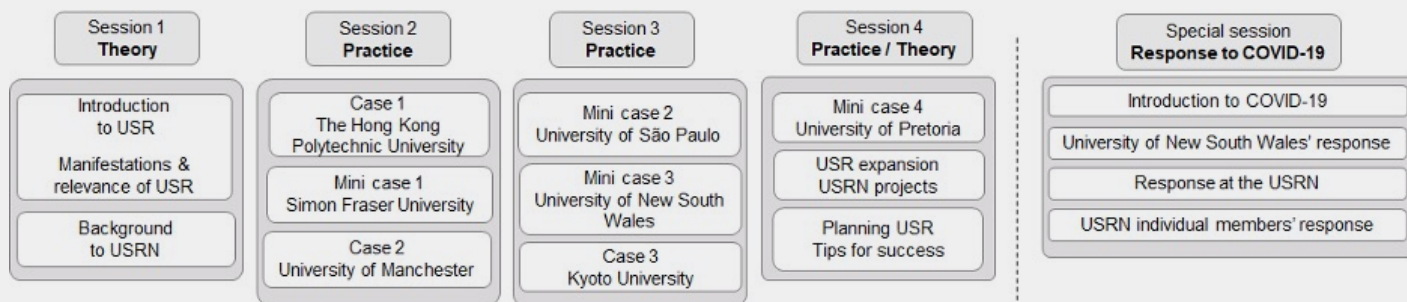 Session 1
Theory
Introduction
to USR
Manifestations &
relevance of USR
Background
to USRN
Session 2
Practice
Case 1
The Hong Kong
Polytechnic University
Mini case 1
Simon Fraser University
Case 2
University of Manchester
Session 3
Practice
Mini case 2
University of São Paulo
Mini case 3
University of New South
Wales
Case 3
Kyoto University
Session 4
Practice / Theory
Mini case 4
University of Pretoria
USR expansion
USRN projects
Planning USR
Tips for success
Special session
Response to COVID-19
Introduction to COVID-19
University of New South Wales' response
Response at the USRN
USRN individual members' response